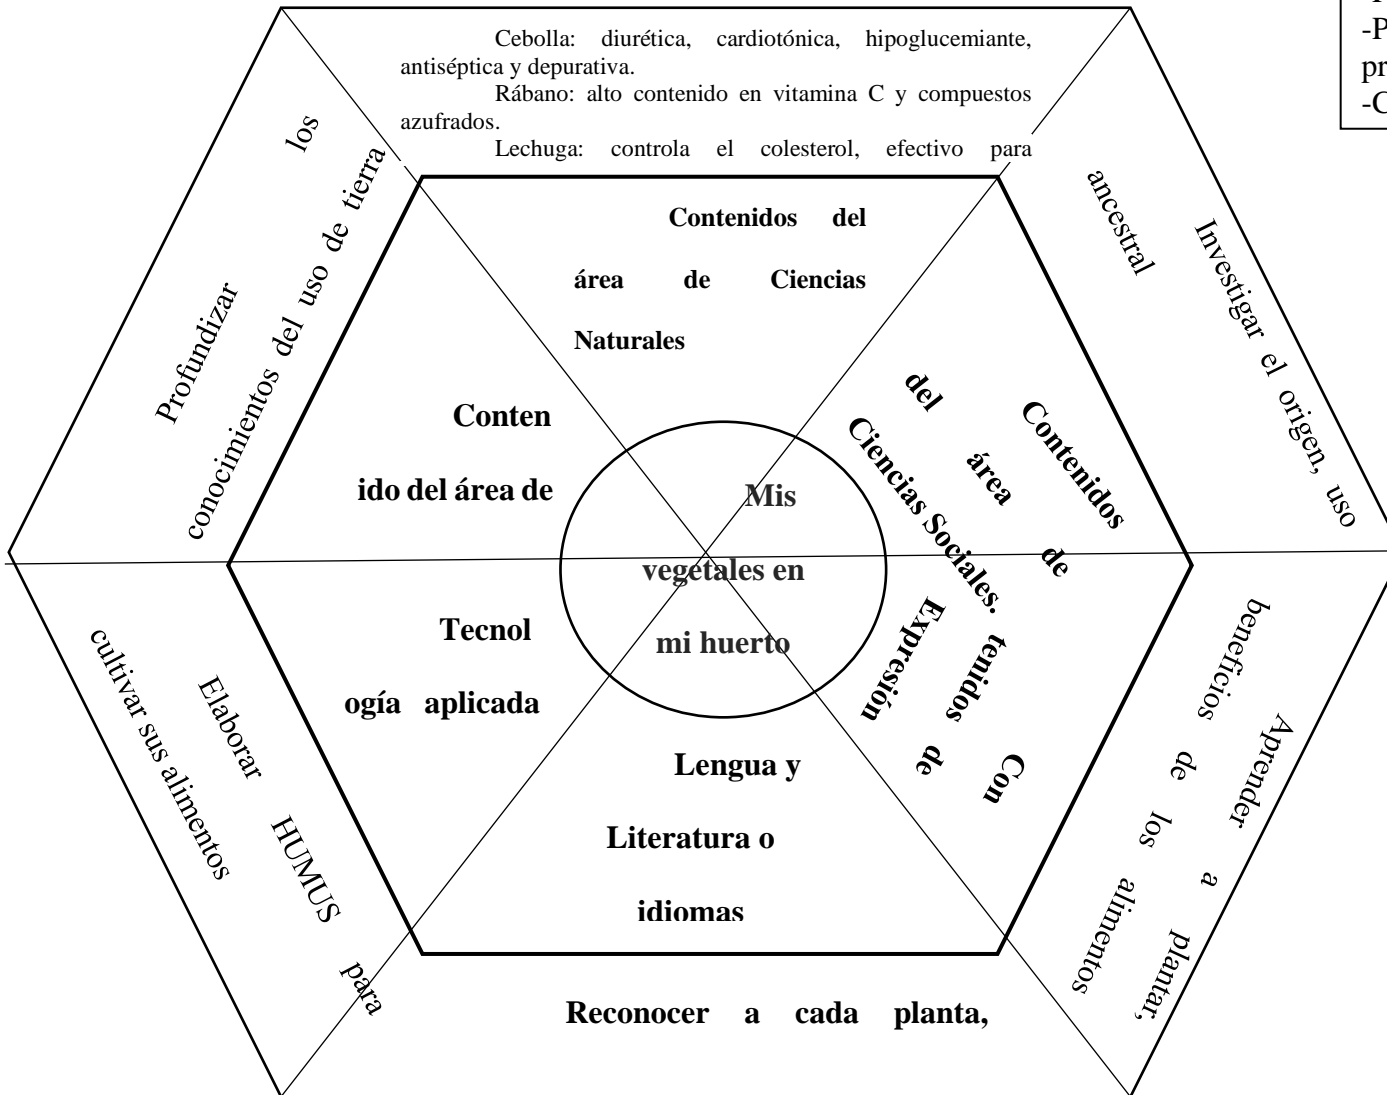 Cebolla: diurética, cardiotónica, hipoglucemiante,
antiséptica y depurativa.
Rábano: alto contenido en vitamina C y compuestos
azufrados.
Lechuga: controla el colesterol, efectivo para
-P
pr
-C
Profundizar los
conocimientos del uso de tierra
Investigar el origen, uso
ancestral
Contenidos del
área de Ciencias
Naturales
Conten
ido del área de
Contenidos
del área de
Ciencias Sociales.
Mis
vegetales en
mi huerto
Tecnol
ogía aplicada
Con
tenidos de
Expresión
Lengua y
Literatura o
idiomas
Elaborar HUMUS para
cultivar sus alimentos
Aprender a plantar,
beneficios de los alimentos
Reconocer a cada planta,